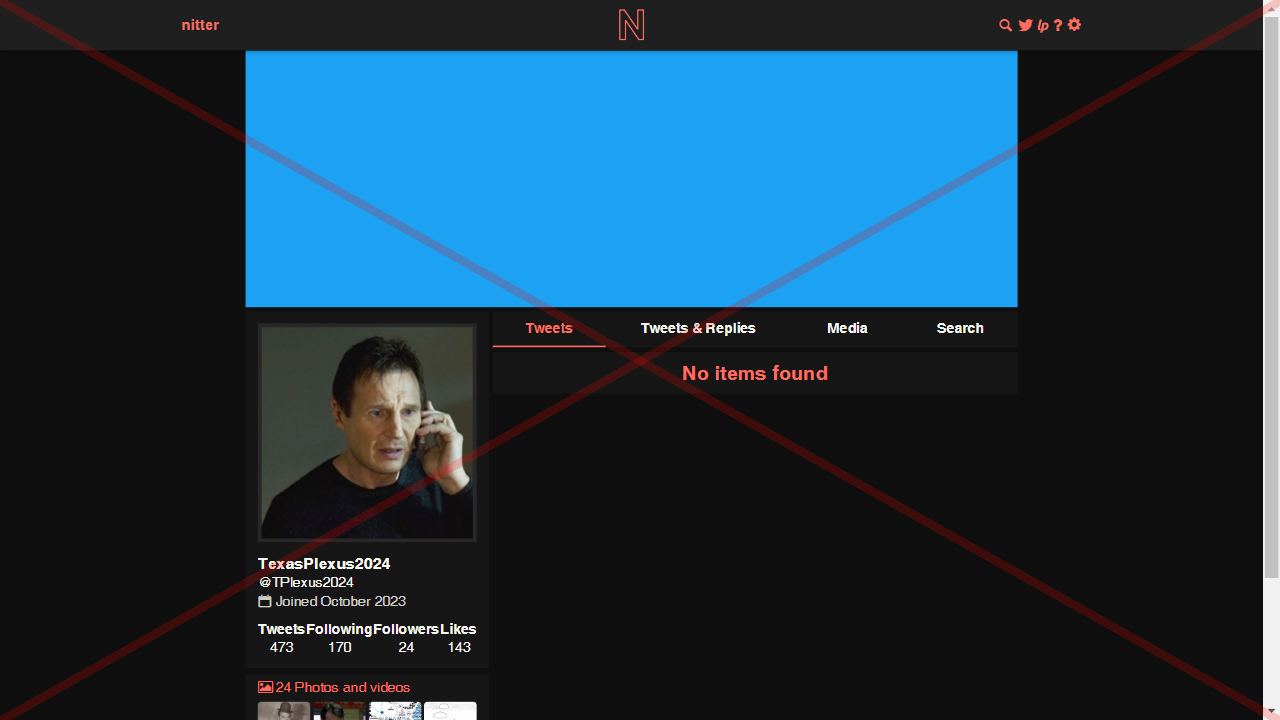 nitter
N
lp ?
Tweets Tweets & Replies Media Search
No items found
TexasPlexus2024
@TPlexus2024
Joined October 2023
Tweets Following Followers Likes
473 170 24 143
24 Photos and videos